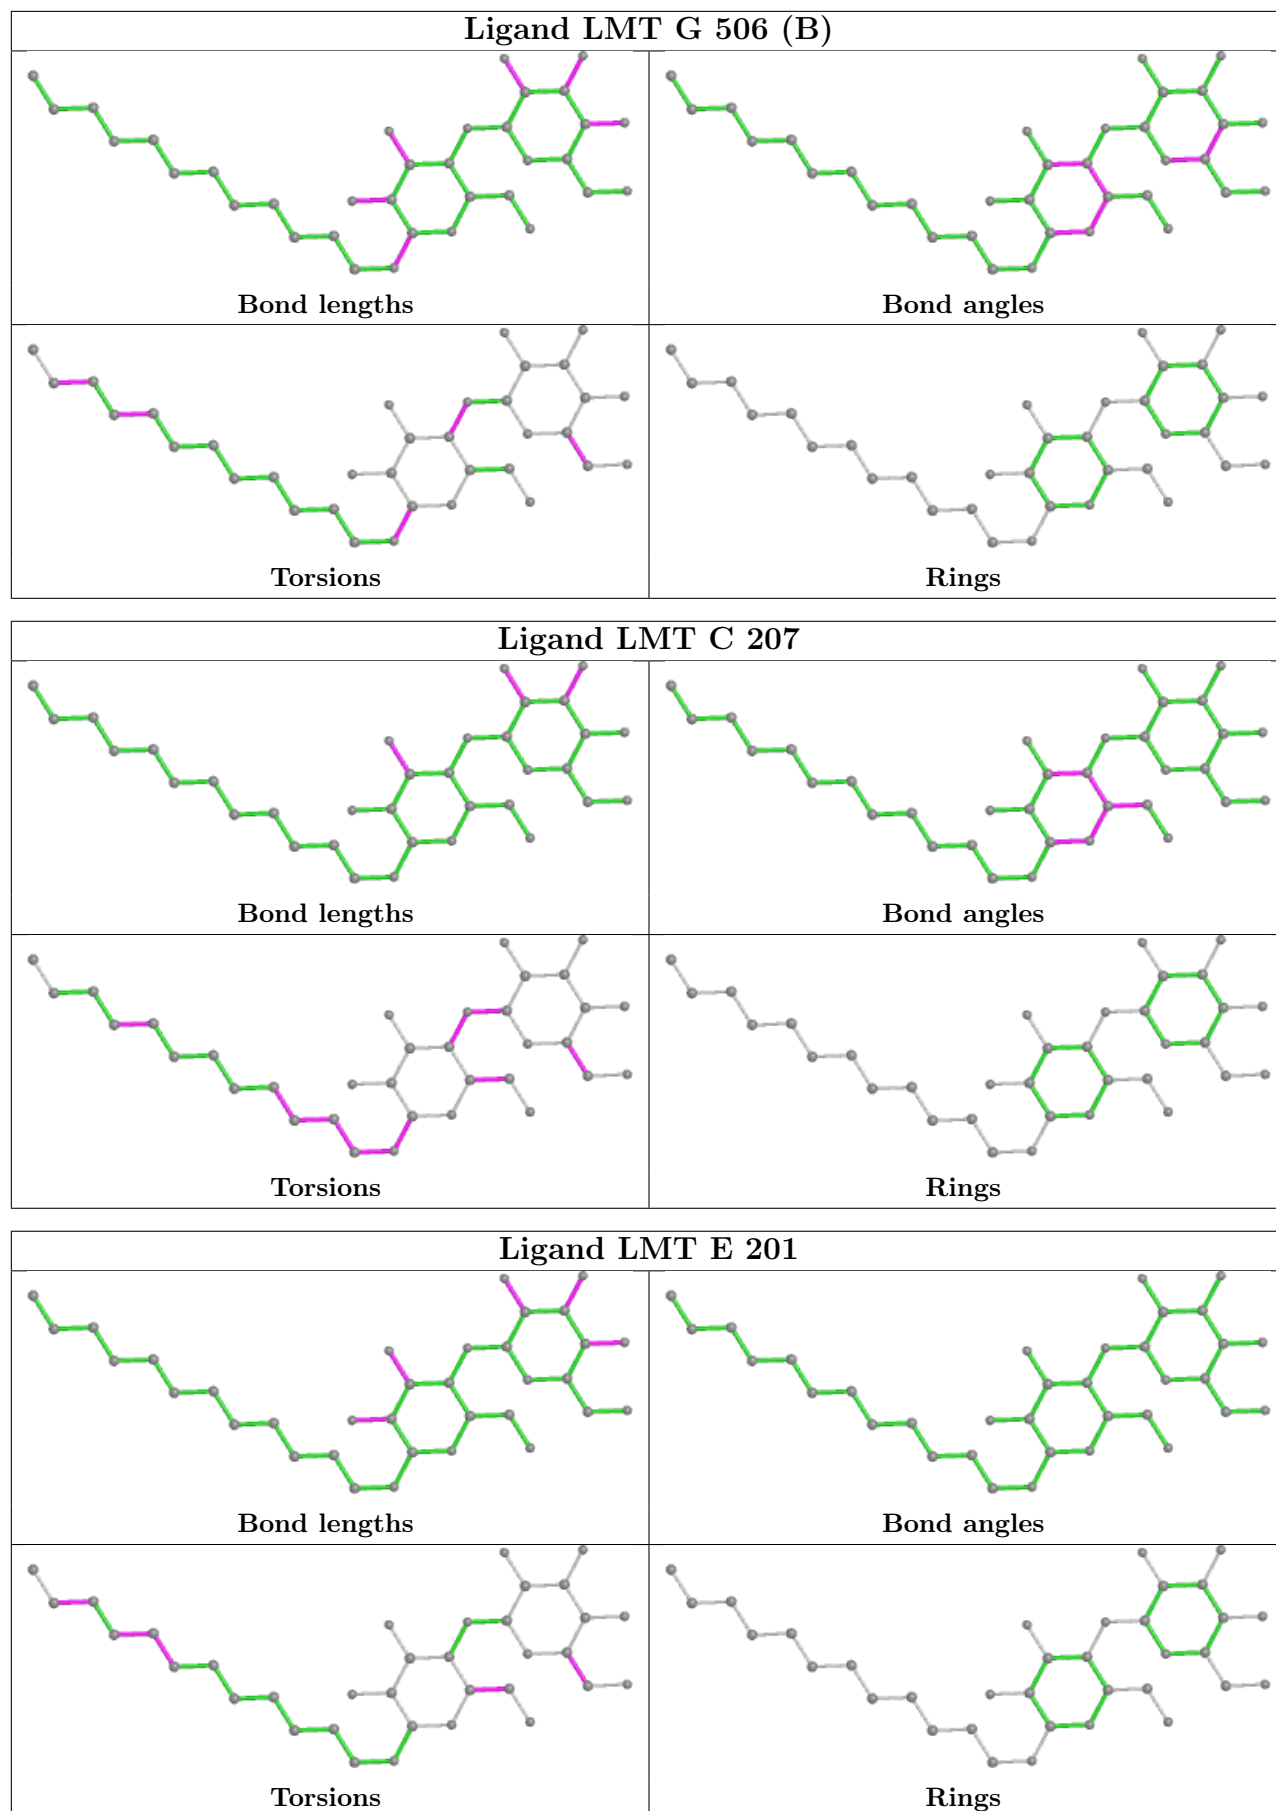 Ligand LMT G 506 (B)
Bond lengths
Bond angles
Torsions
Rings
Ligand LMT C 207
Bond lengths
Bond angles
Torsions
Rings
Ligand LMT E 201
Bond lengths
Bond angles
Torsions
Rings